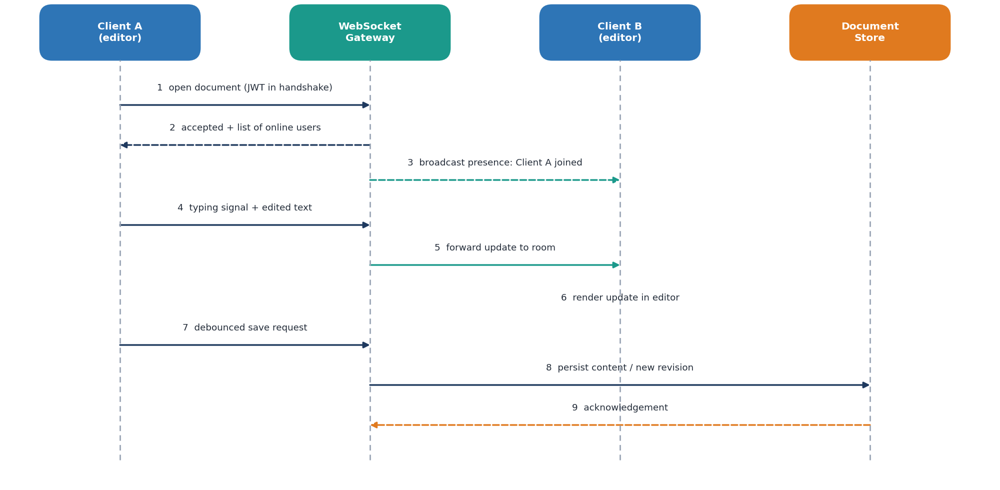 Client A
(editor)
WebSocket
Gateway
Client B
(editor)
Document
Store
1  open document (JWT in handshake)
2  accepted + list of online users
3  broadcast presence: Client A joined
4  typing signal + edited text
5  forward update to room
6  render update in editor
7  debounced save request
8  persist content / new revision
9  acknowledgement